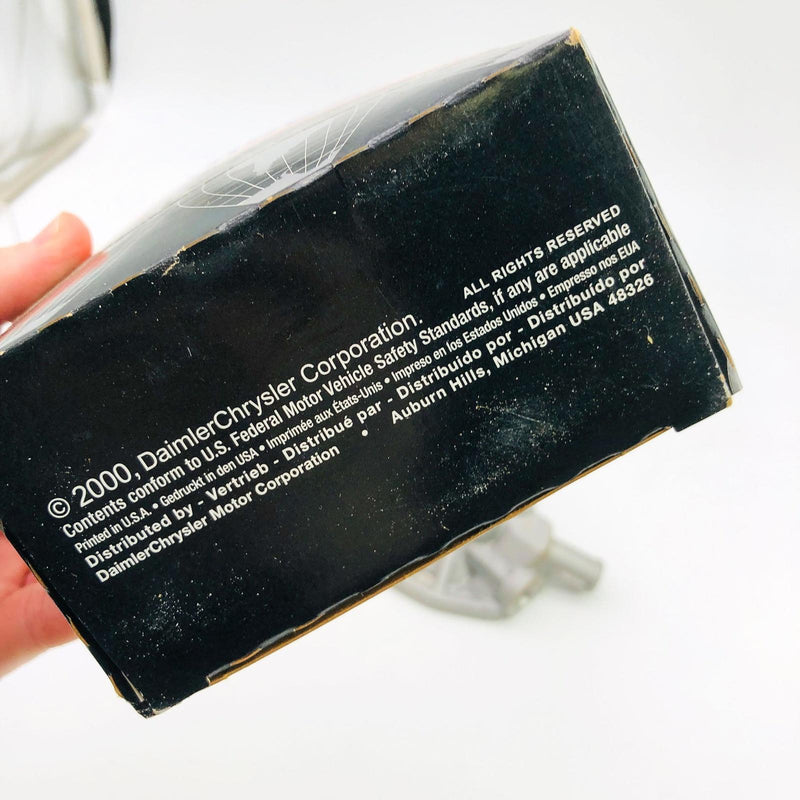 © 2000, DaimlerChrysler Corporation. ALL RIGHTS RESERVED
Contents conform to U.S. Federal Motor Vehicle Safety Standards, if any are applicable
Printed in U.S.A. • Gedruckt in den USA • Imprimée aux États-Unis • Impreso en los Estados Unidos • Empresso nos EUA
Distributed by - Vertrieb - Distribué par - Distribuido por - Distribuído por
DaimlerChrysler Motor Corporation • Auburn Hills, Michigan USA 48326